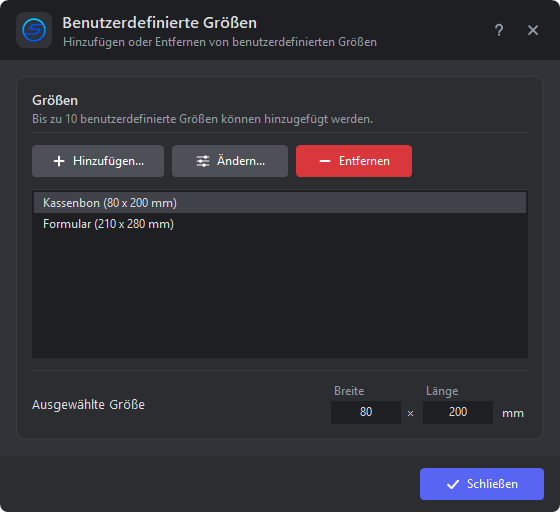 Benutzerdefinierte Größen
Hinzufügen oder Entfernen von benutzerdefinierten Größen
?
Größen
Bis zu 10 benutzerdefinierte Größen können hinzugefügt werden.
Hinzufügen... Ändern... Entfernen
Kassenbon (80 x 200 mm)
Formular (210 x 280 mm)
Breite Länge
Ausgewählte Größe 80 × 200 mm
Schließen